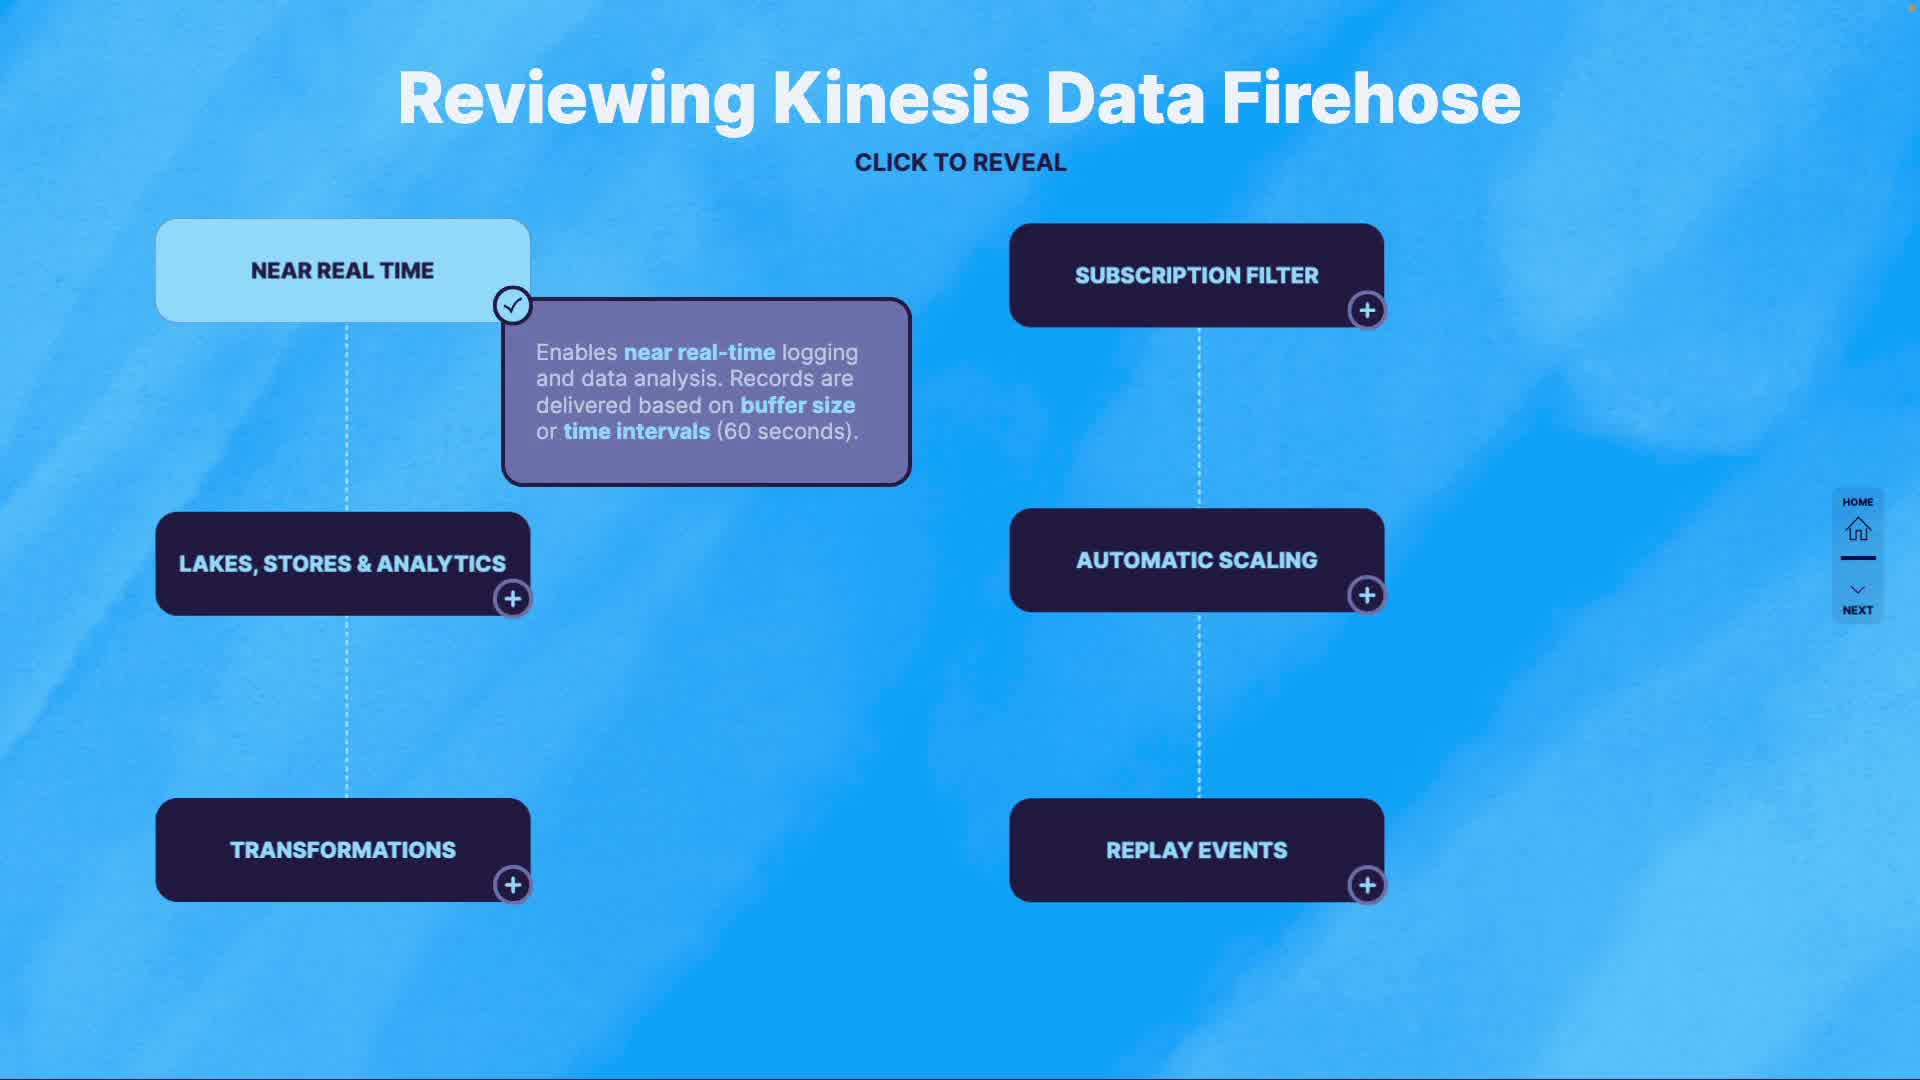 Reviewing Kinesis Data Firehose
CLICK TO REVEAL
NEAR REAL TIME
Enables near real-time logging
and data analysis. Records are
delivered based on buffer size
or time intervals (60 seconds).
LAKES, STORES & ANALYTICS
TRANSFORMATIONS
SUBSCRIPTION FILTER
AUTOMATIC SCALING
REPLAY EVENTS
HOME
NEXT